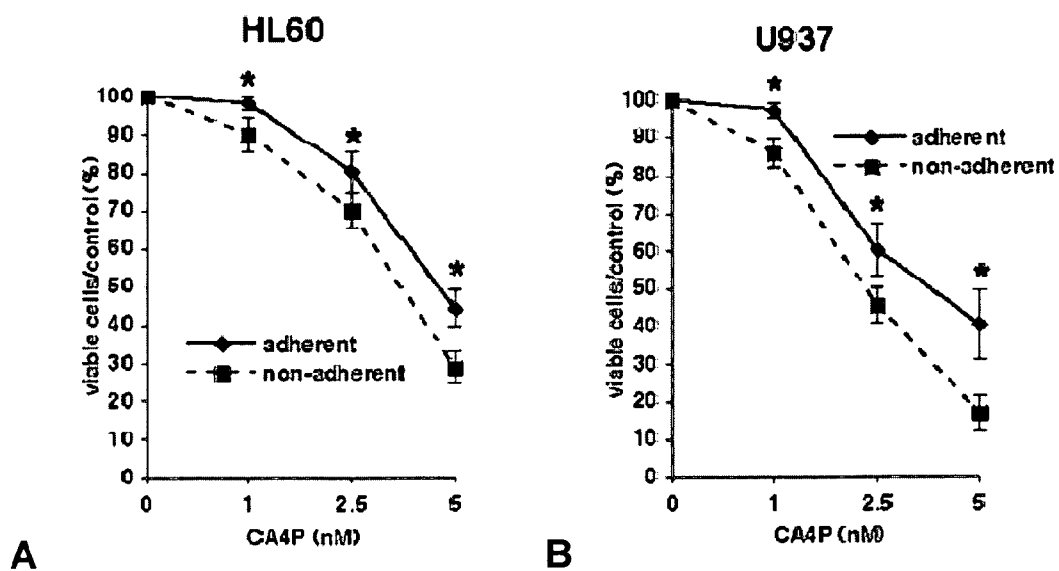 HL60
viable cells/control (%)
100
90
80
70
60
50
40
30
20
10
0
*
*
*
adherent
non-adherent
0 1 2.5 5
CA4P (nM)
A
U937
viable cells/control (%)
100
90
80
70
60
50
40
30
20
10
0
*
*
*
adherent
non-adherent
0 1 2.5 5
CA4P (nM)
B